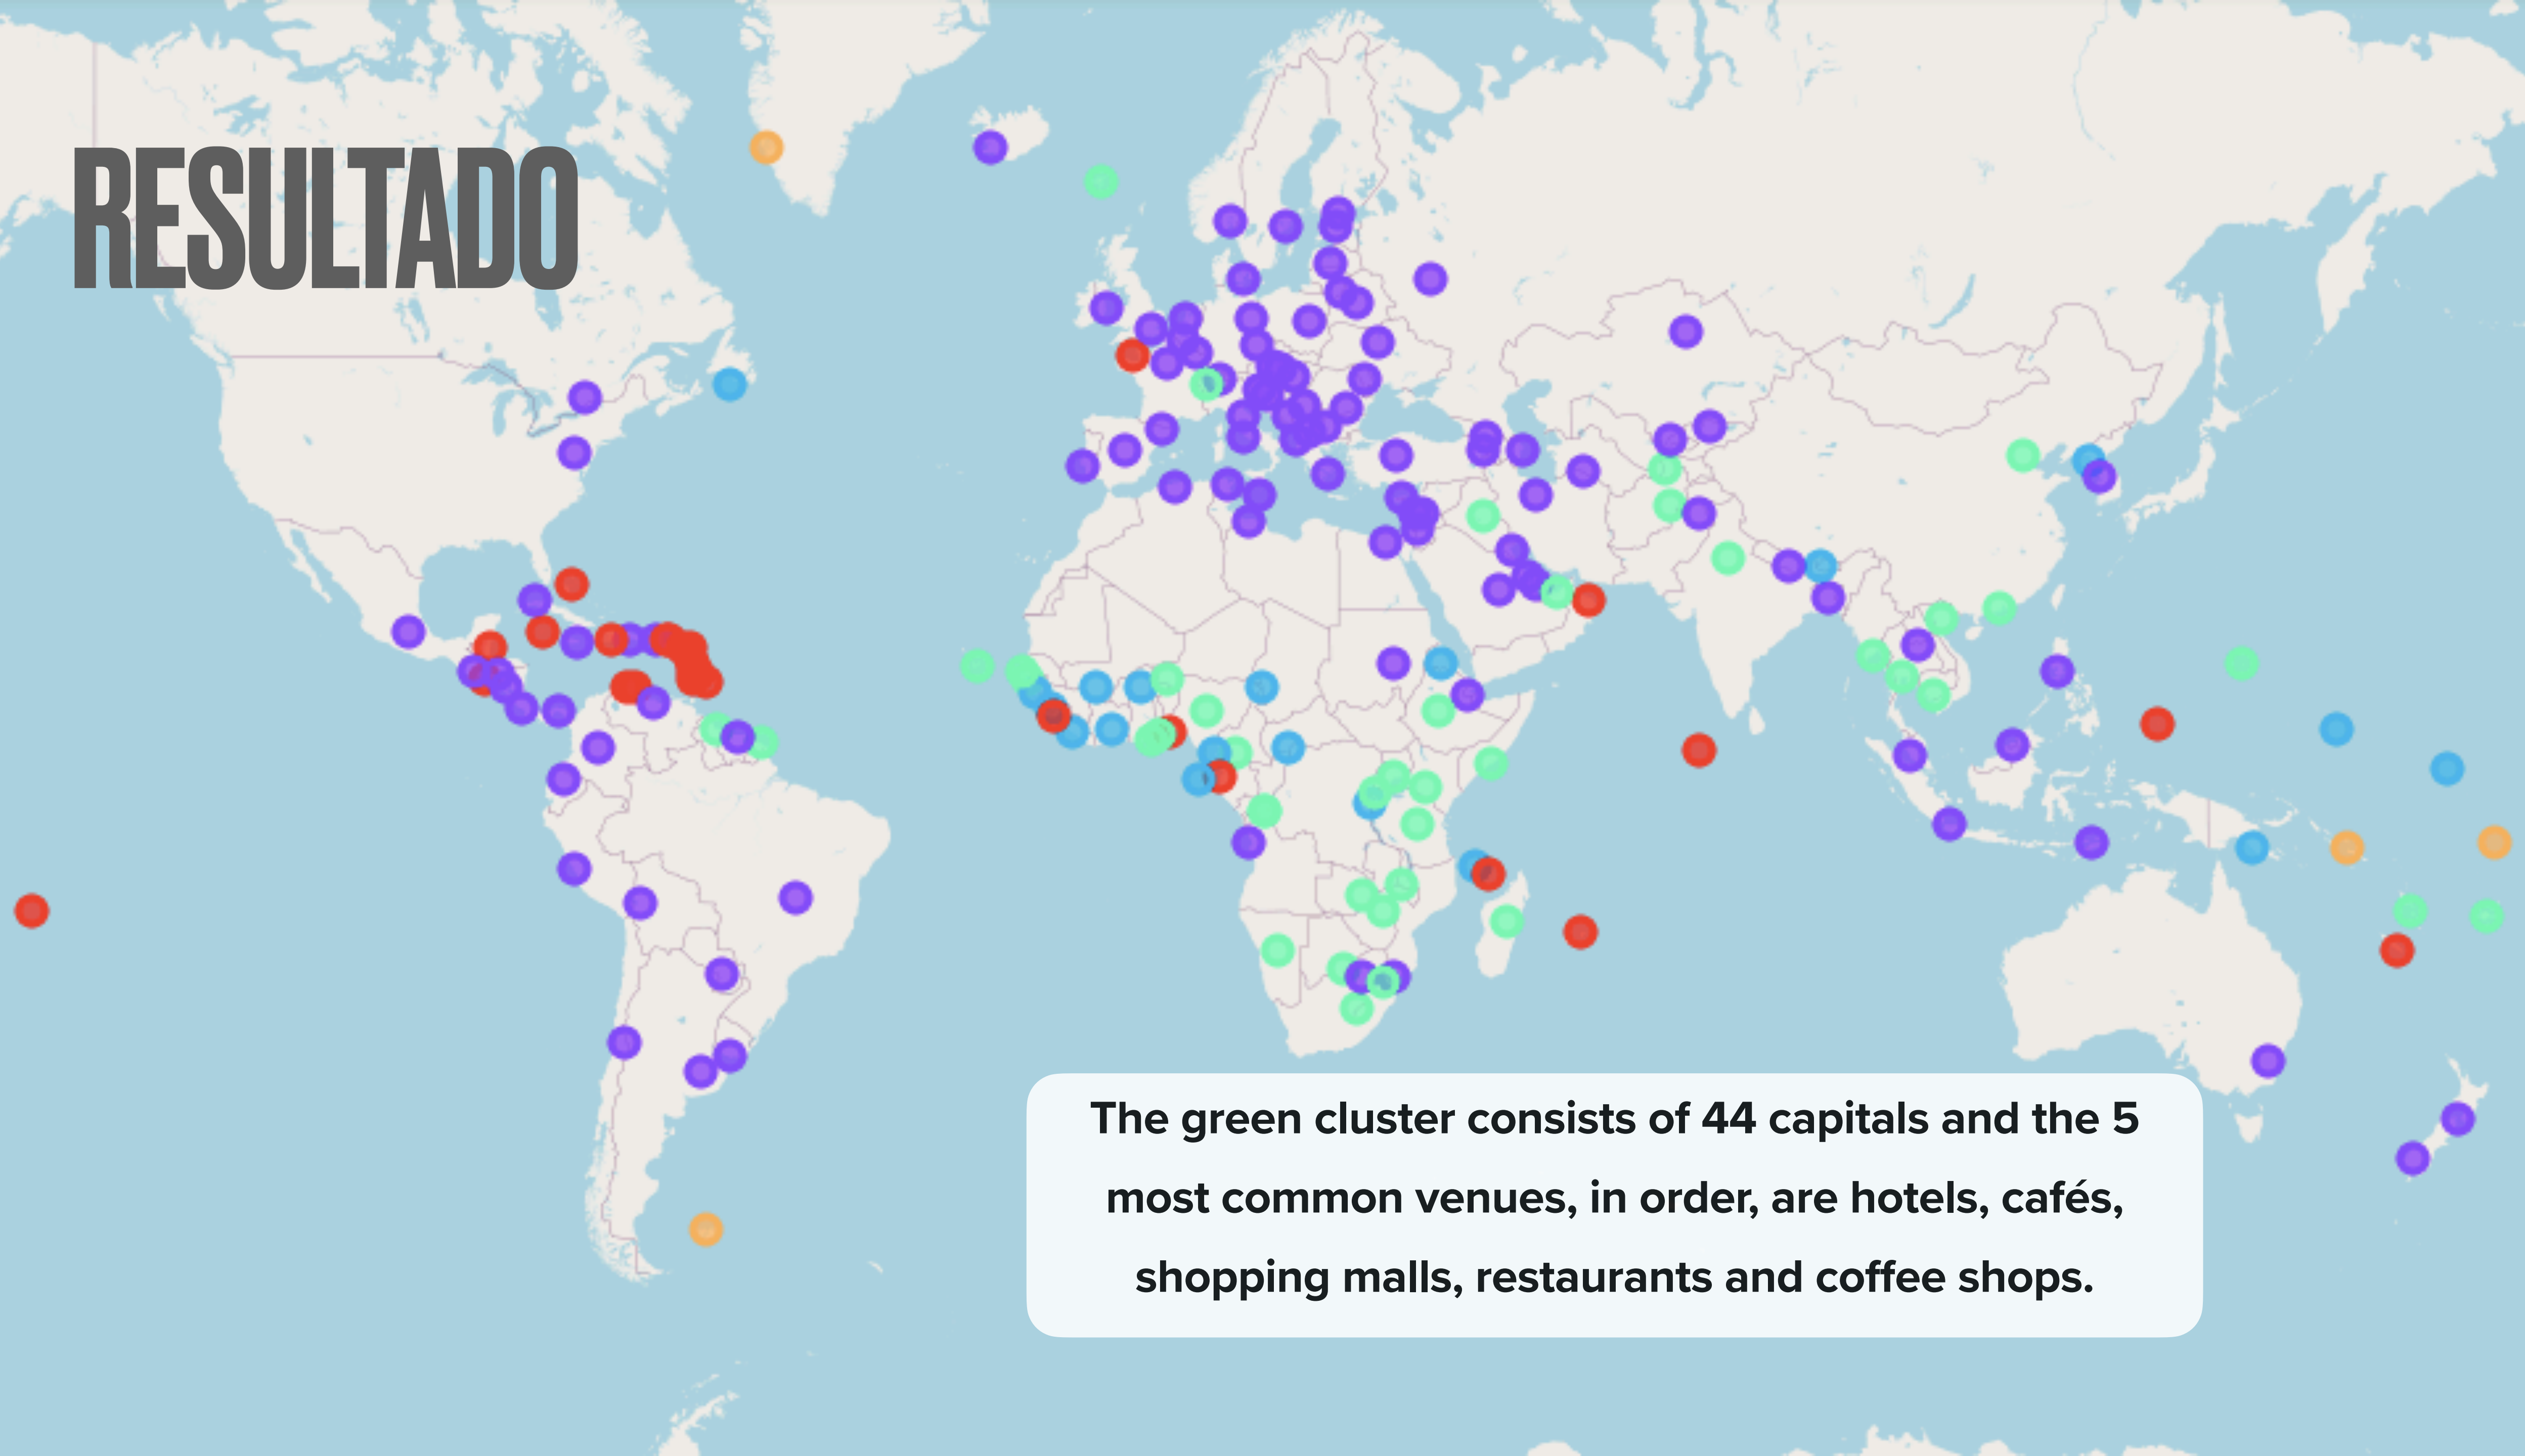 RESULTADO
The green cluster consists of 44 capitals and the 5
most common venues, in order, are hotels, cafés,
shopping malls, restaurants and coffee shops.